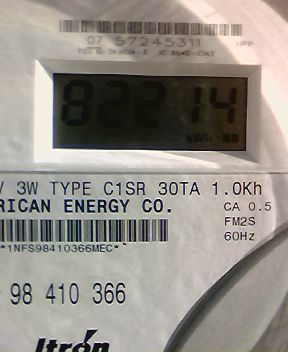 07 57245311
82214
kWh
V 3W TYPE C1SR 30TA 1.0Kh
RICAN ENERGY CO.
CA 0.5
FM2S
60Hz
*1NFS98410366MEC*
98 410 366
Itrón